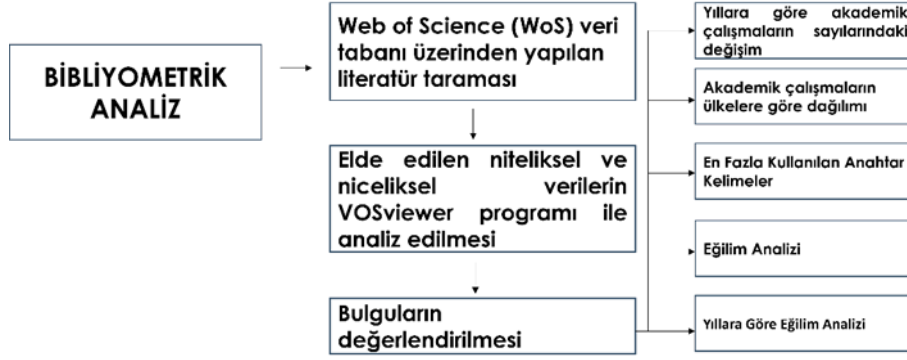 BİBLİYOMETRİK
ANALİZ
Web of Science (WoS) veri
tabanı üzerinden yapılan
literatür taraması
Elde edilen niteliksel ve
niceliksel verilerin
VOSviewer programı ile
analiz edilmesi
Bulguların
değerlendirilmesi
Yıllara göre akademik
çalışmaların sayılarındaki
değişim
Akademik çalışmaların
ülkelere göre dağılımı
En Fazla Kullanılan Anahtar
Kelimeler
Eğilim Analizi
Yıllara Göre Eğilim Analizi